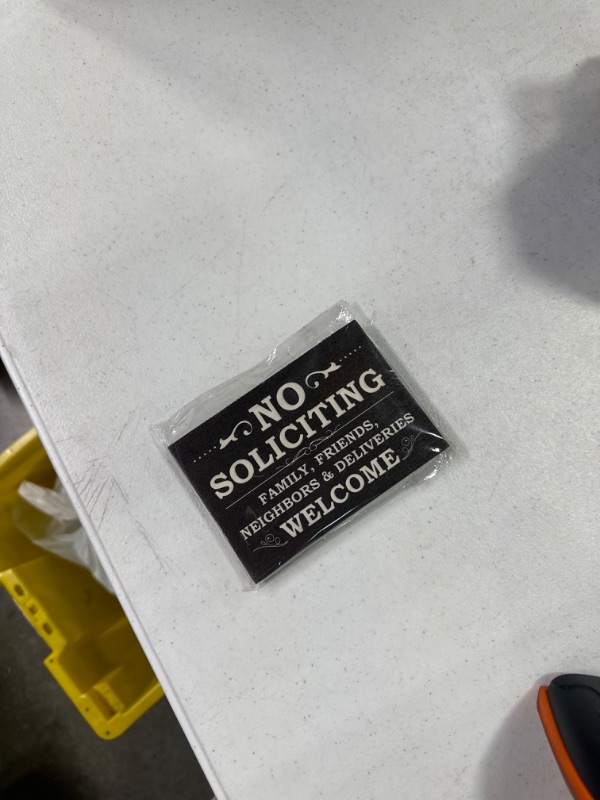 NO
SOLICITING
FAMILY, FRIENDS,
NEIGHBORS & DELIVERIES
WELCOME